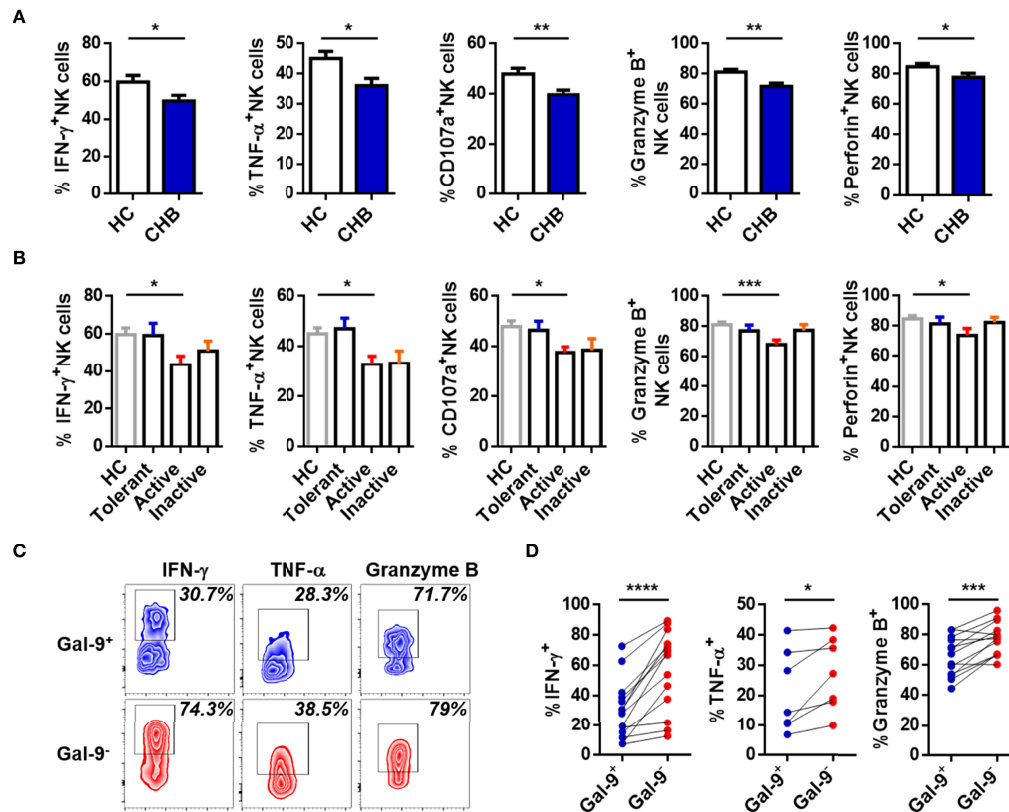 A
% IFN-γ+NK cells
80
60
40
20
0
*
HC
CHB
%TNF-α+NK cells
45
40
30
20
10
0
*
HC
CHB
%CD107a+NK cells
60
40
20
0
**
HC
CHB
% Granzyme B+
NK cells
100
80
60
40
20
0
**
HC
CHB
% Perforin+NK cells
100
80
60
40
20
0
*
HC
CHB
B
% IFN-γ+NK cells
80
60
40
20
0
*
HC
Tolerant
Active
Inactive
% TNF-α+NK cells
60
40
20
0
*
HC
Tolerant
Active
Inactive
% CD107a+NK cells
60
40
20
0
*
HC
Tolerant
Active
Inactive
% Granzyme B+
NK cells
100
80
60
40
20
0
***
HC
Tolerant
Active
Inactive
% Perforin+NK cells
100
80
60
40
20
0
*
HC
Tolerant
Active
Inactive
C
IFN-γ TNF-α Granzyme B
Gal-9+
30.7% 28.3% 71.7%
Gal-9-
74.3% 38.5% 79%
D
% IFN-γ+
100
80
60
40
20
0
****
Gal-9+
Gal-9-
% TNF-α+
50
40
30
20
10
0
*
Gal-9+
Gal-9-
% Granzyme B+
100
80
60
40
20
0
***
Gal-9+
Gal-9-